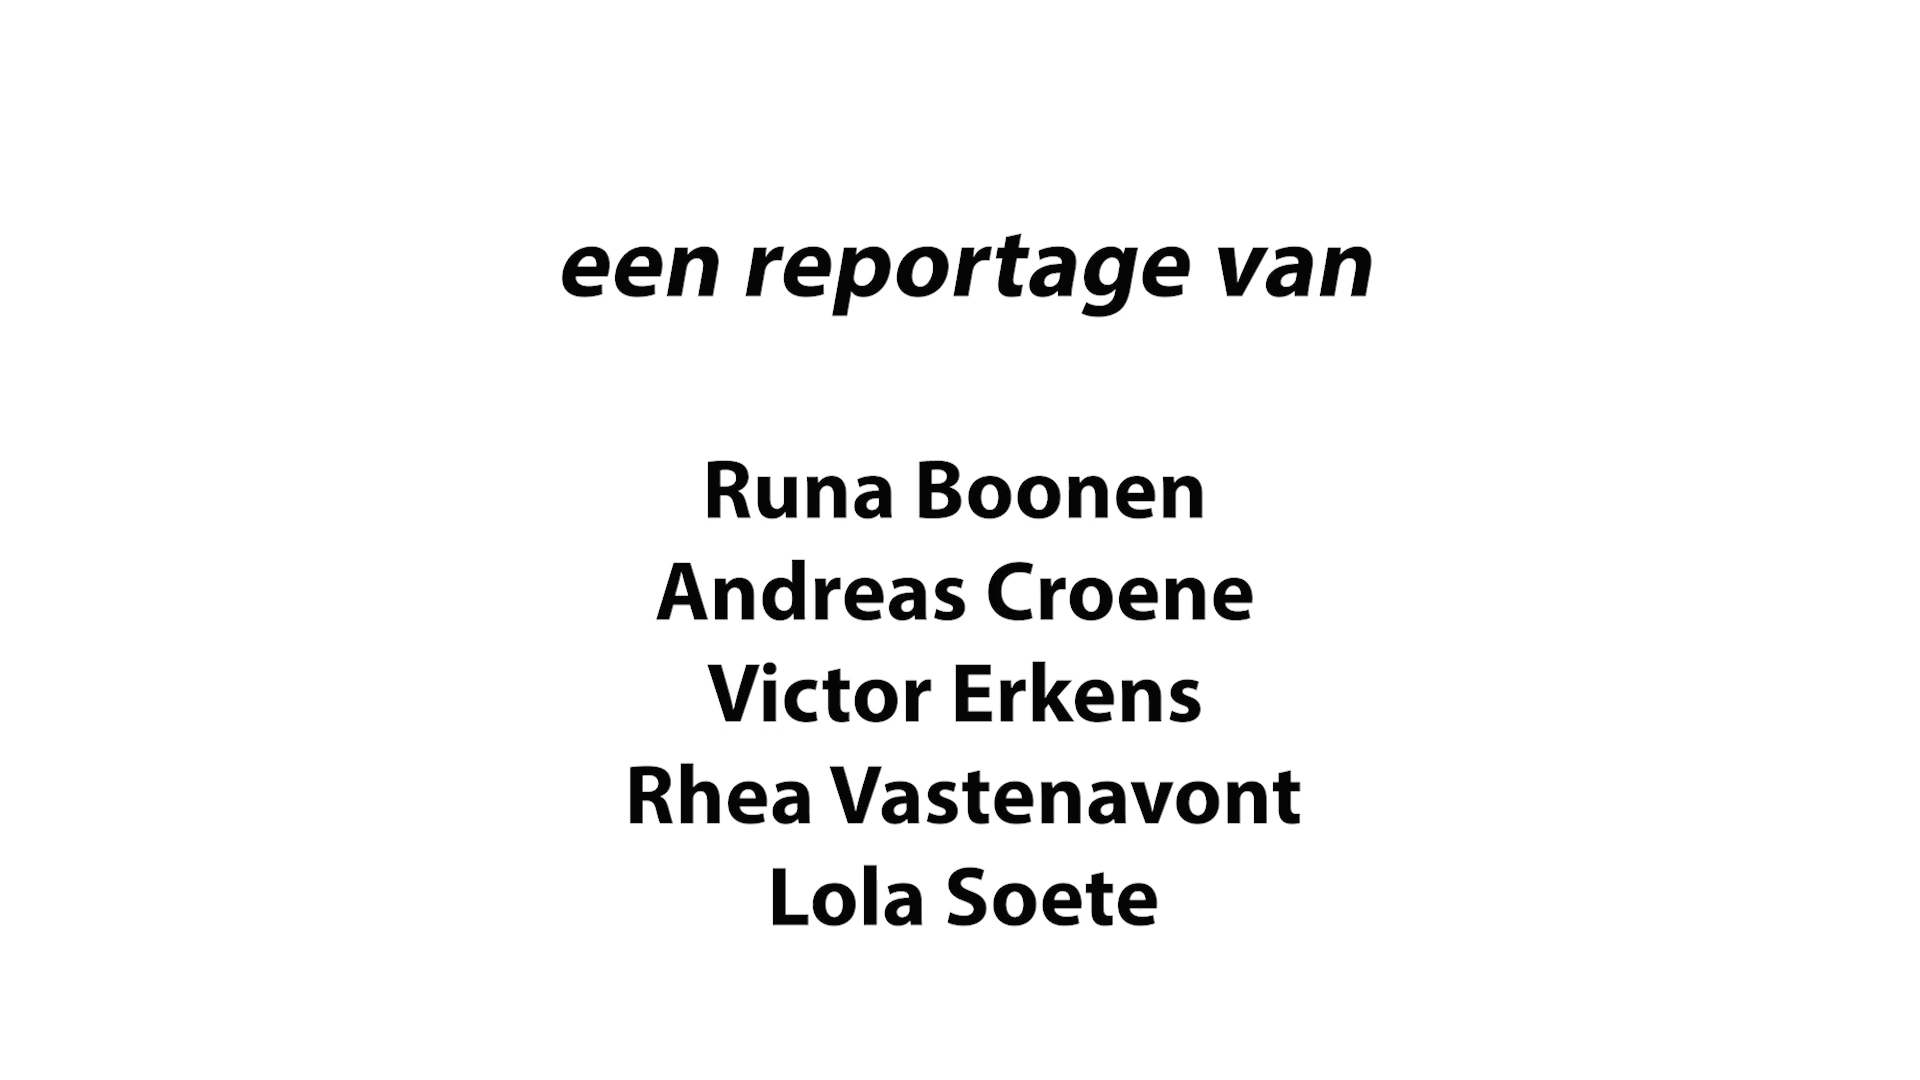 een reportage van
Runa Boonen
Andreas Croene
Victor Erkens
Rhea Vastenavont
Lola Soete